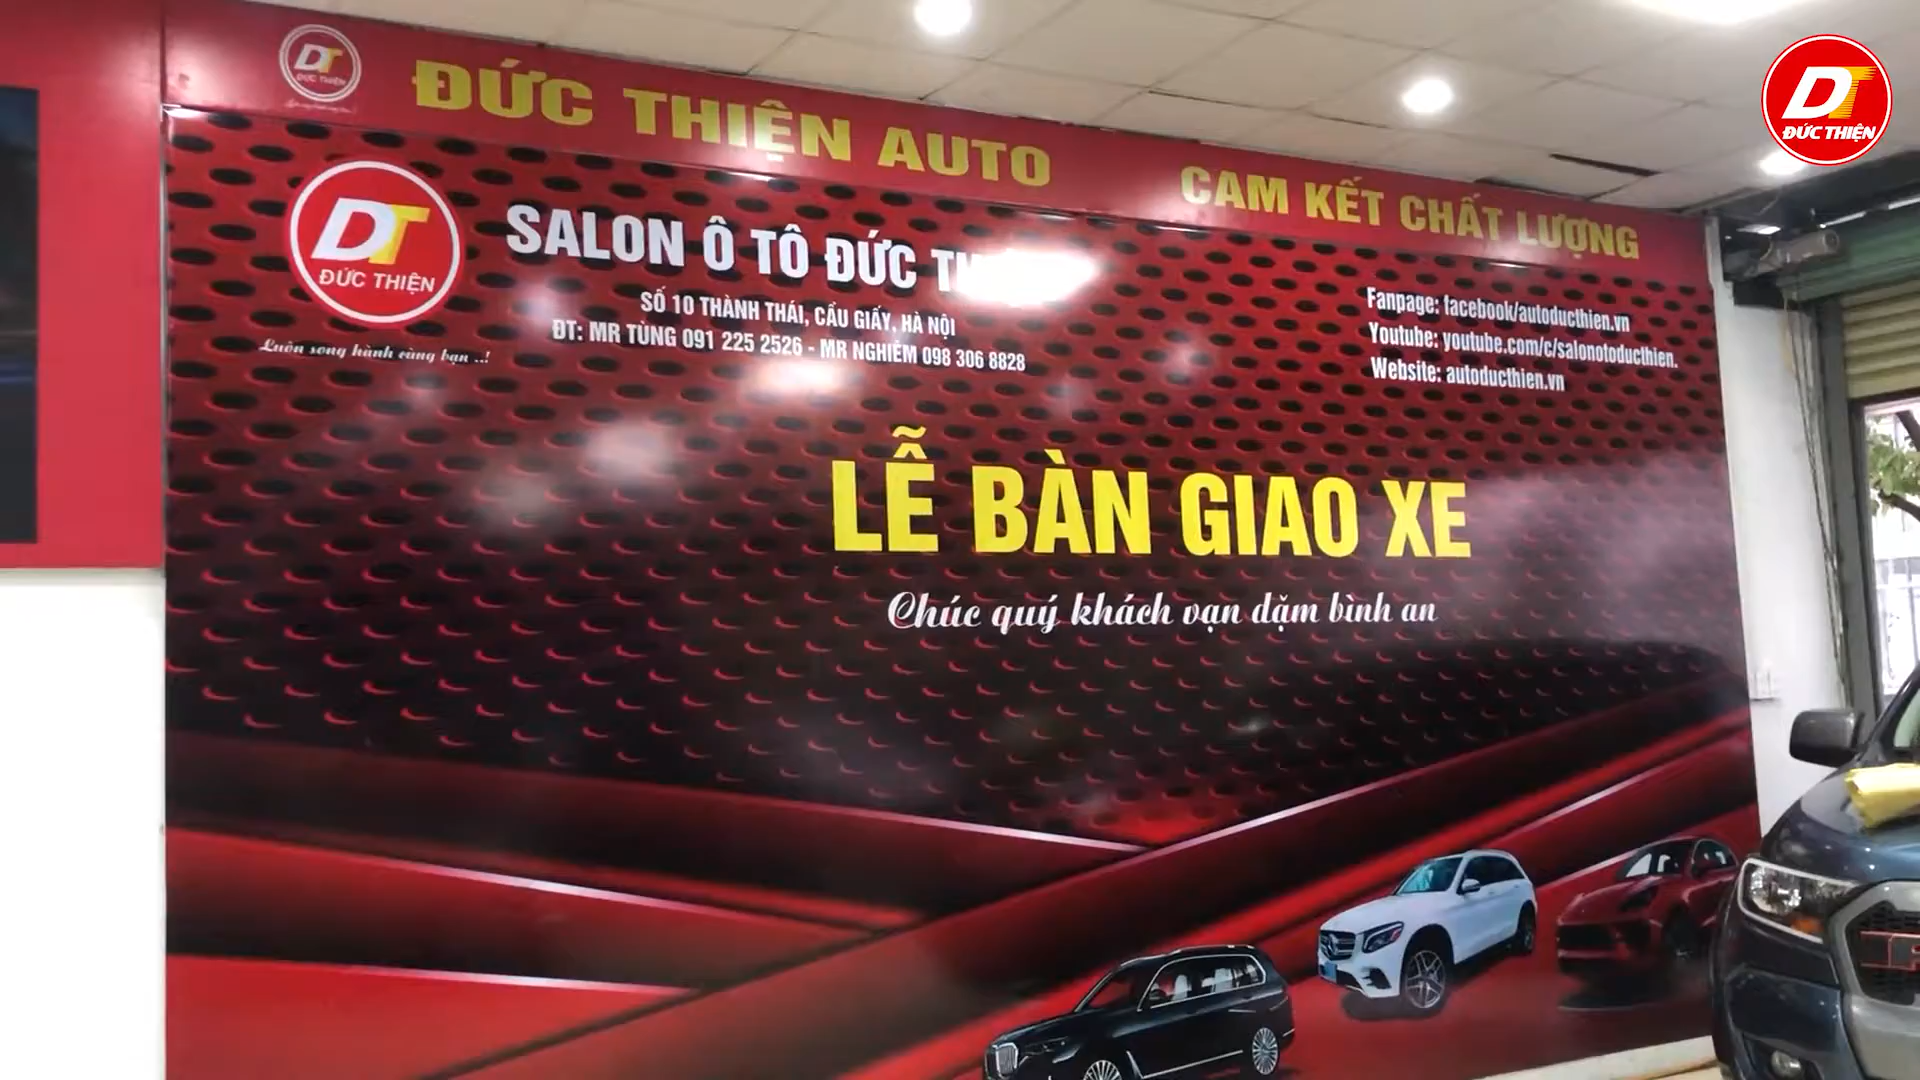 DT
ĐỨC THIỆN
ĐỨC THIỆN AUTO
CAM KẾT CHẤT LƯỢNG
DT
ĐỨC THIỆN
DT
ĐỨC THIỆN
Luôn song hành cùng bạn ..!
SALON Ô TÔ ĐỨC
SỐ 10 THÀNH THÁI, CẦU GIẤY, HÀ NỘI
ĐT: MR TÙNG 091 225 2526 - MR NGHIÊM 098 306 8828
Fanpage: facebook/autoducthien.vn
Youtube: youtube.com/c/salonotoducthien.
Website: autoducthien.vn
LỄ BÀN GIAO XE
Chúc quý khách vạn dặm bình an